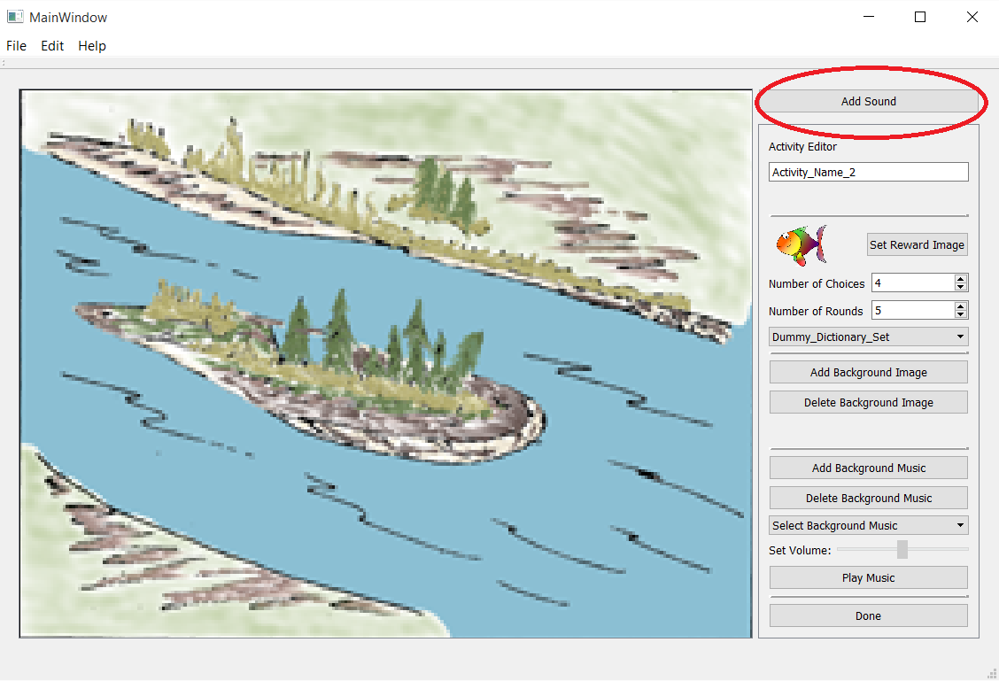 MainWindow
File Edit Help
Add Sound
Activity Editor
Activity_Name_2
Set Reward Image
Number of Choices 4
Number of Rounds 5
Dummy_Dictionary_Set
Add Background Image
Delete Background Image
Add Background Music
Delete Background Music
Select Background Music
Set Volume:
Play Music
Done